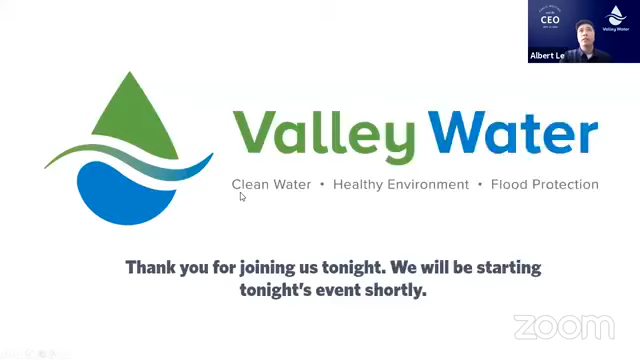 CEO
Valley Water
Albert Le
Valley Water
Clean Water • Healthy Environment • Flood Protection
Thank you for joining us tonight. We will be starting
tonight's event shortly.
zoom